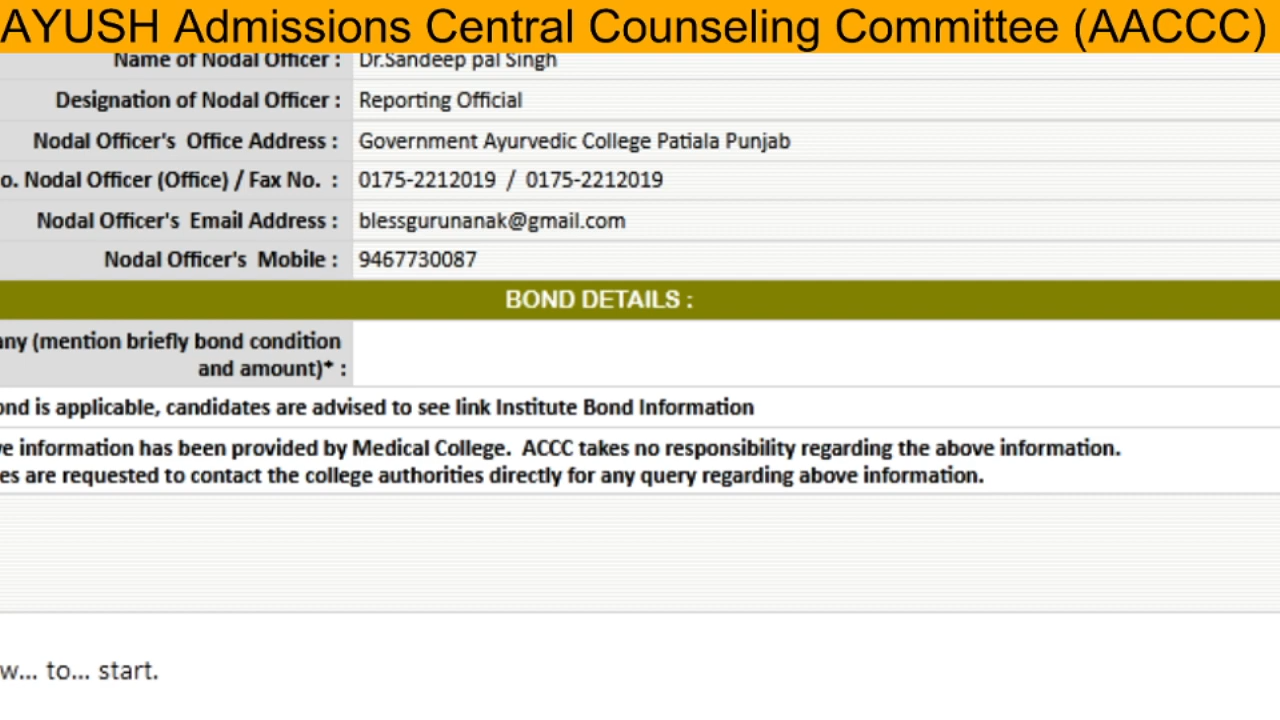 AYUSH Admissions Central Counseling Committee (AACCC)
Name of Nodal Officer : Dr.Sandeep pal Singh
Designation of Nodal Officer : Reporting Official
Nodal Officer's Office Address : Government Ayurvedic College Patiala Punjab
o. Nodal Officer (Office) / Fax No. : 0175-2212019 / 0175-2212019
Nodal Officer's Email Address : blessgurunanak@gmail.com
Nodal Officer's Mobile : 9467730087
BOND DETAILS :
any (mention briefly bond condition
and amount)* :
ond is applicable, candidates are advised to see link Institute Bond Information
ve information has been provided by Medical College. ACCC takes no responsibility regarding the above information.
es are requested to contact the college authorities directly for any query regarding above information.
w... to... start.